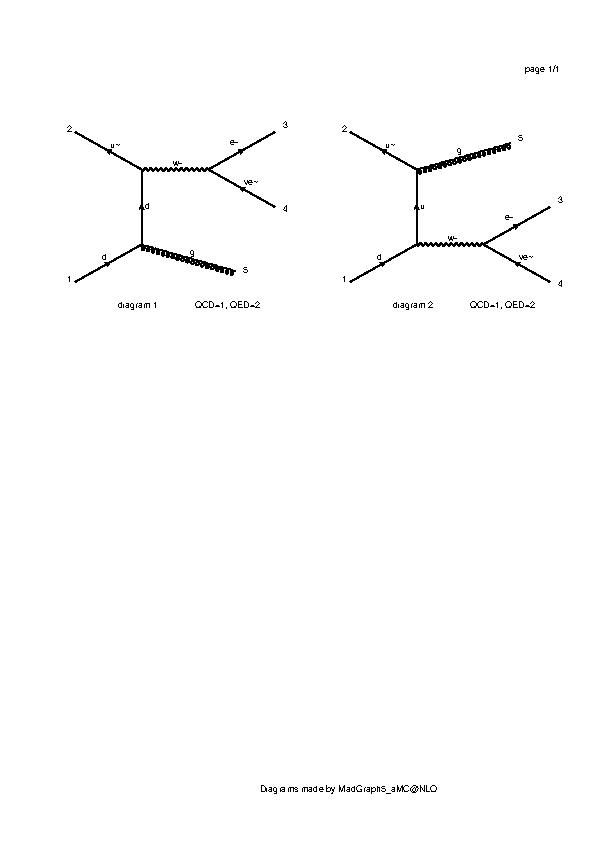 page 1/1
2
u~
w-
e-
3
ve~
4
d
1
d
g
5
diagram 1
QCD=1, QED=2
2
u~
g
5
u
1
d
w-
e-
3
ve~
4
diagram 2
QCD=1, QED=2
Diagrams made by MadGraph5_aMC@NLO